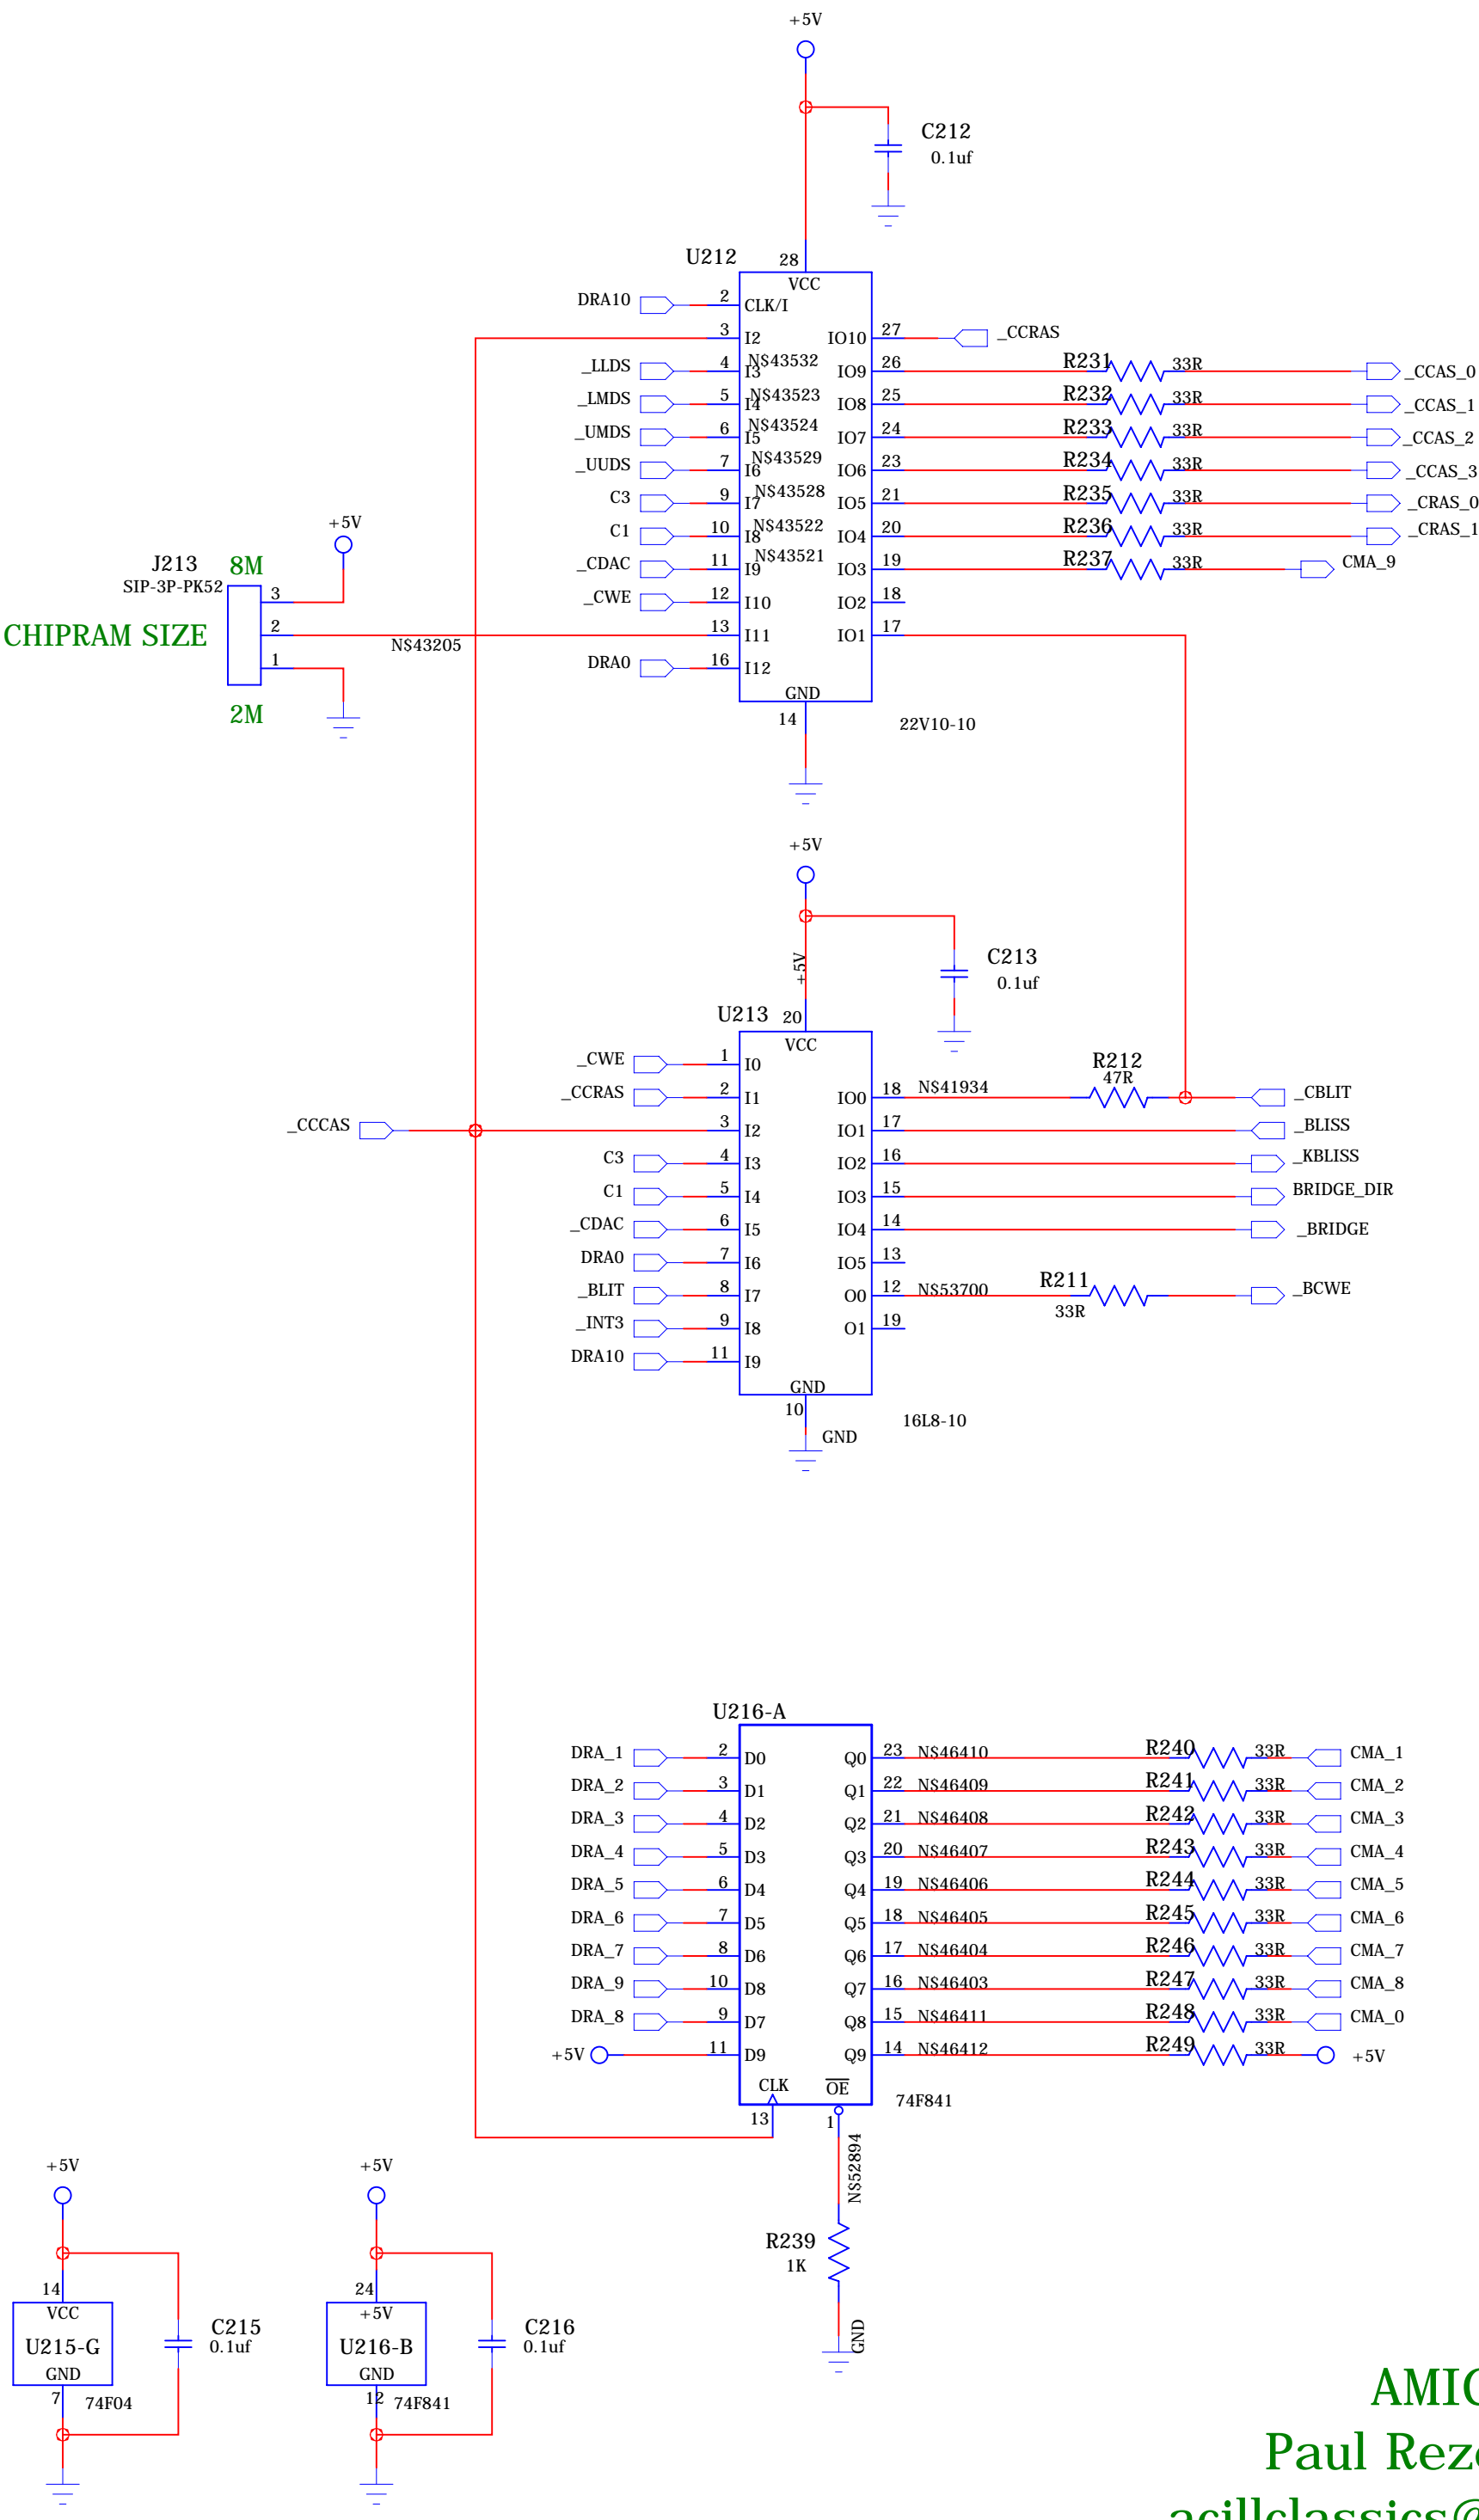 +5V
C212
0.1uf
U212
28
VCC
DRA10 2 CLK/I
3 I2 IO10 27 _CCRAS
_LLDS 4 I3 N$43532 IO9 26 R231 33R _CCAS_0
_LMDS 5 I4 N$43523 IO8 25 R232 33R _CCAS_1
_UMDS 6 I5 N$43524 IO7 24 R233 33R _CCAS_2
_UUDS 7 I6 N$43529 IO6 23 R234 33R _CCAS_3
C3 9 I7 N$43528 IO5 21 R235 33R _CRAS_0
C1 10 I8 N$43522 IO4 20 R236 33R _CRAS_1
_CDAC 11 I9 N$43521 IO3 19 R237 33R CMA_9
_CWE 12 I10 IO2 18
13 I11 IO1 17
DRA0 16 I12
GND
14
22V10-10
+5V
J213 8M
SIP-3P-PK52
3
CHIPRAM SIZE 2 N$43205
1
2M
+5V
C213
0.1uf
+5V
U213
20
VCC
_CWE 1 I0
_CCRAS 2 I1 IO0 18 N$41934 R212 47R _CBLIT
_CCCAS 3 I2 IO1 17 _BLISS
C3 4 I3 IO2 16 _KBLISS
C1 5 I4 IO3 15 BRIDGE_DIR
_CDAC 6 I5 IO4 14 _BRIDGE
DRA0 7 I6 IO5 13
_BLIT 8 I7 O0 12 N$53700 R211 33R _BCWE
_INT3 9 I8 O1 19
DRA10 11 I9
GND
10
GND
16L8-10
U216-A
DRA_1 2 D0 Q0 23 N$46410 R240 33R CMA_1
DRA_2 3 D1 Q1 22 N$46409 R241 33R CMA_2
DRA_3 4 D2 Q2 21 N$46408 R242 33R CMA_3
DRA_4 5 D3 Q3 20 N$46407 R243 33R CMA_4
DRA_5 6 D4 Q4 19 N$46406 R244 33R CMA_5
DRA_6 7 D5 Q5 18 N$46405 R245 33R CMA_6
DRA_7 8 D6 Q6 17 N$46404 R246 33R CMA_7
DRA_9 10 D8 Q7 16 N$46403 R247 33R CMA_8
DRA_8 9 D7 Q8 15 N$46411 R248 33R CMA_0
+5V 11 D9 Q9 14 N$46412 R249 33R +5V
CLK OE
13 1
74F841
N$52894
R239
1K
GND
+5V
14
VCC
U215-G
GND
7
74F04
C215
0.1uf
+5V
24
+5V
U216-B
GND
12
74F841
C216
0.1uf
AMI
Paul Rez